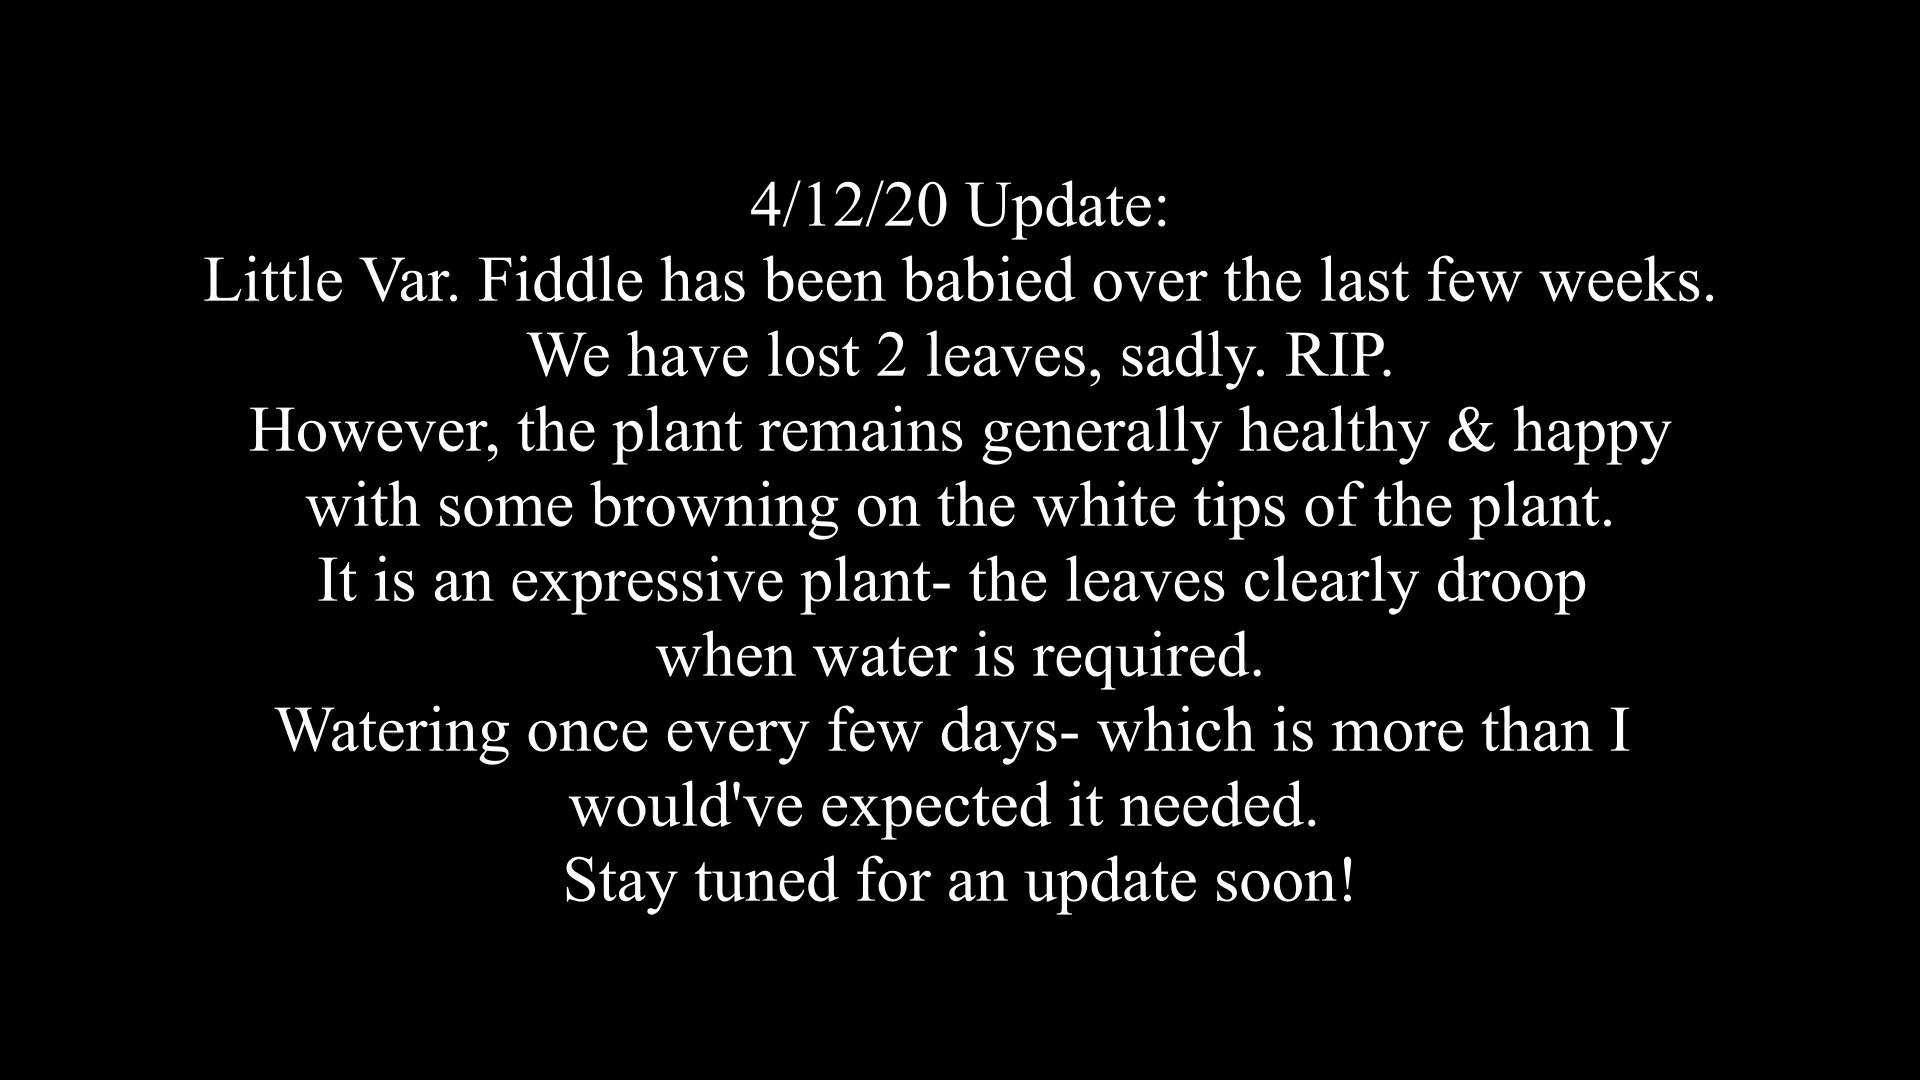 4/12/20 Update:
Little Var. Fiddle has been babied over the last few weeks.
We have lost 2 leaves, sadly. RIP.
However, the plant remains generally healthy & happy
with some browning on the white tips of the plant.
It is an expressive plant- the leaves clearly droop
when water is required.
Watering once every few days- which is more than I
would've expected it needed.
Stay tuned for an update soon!